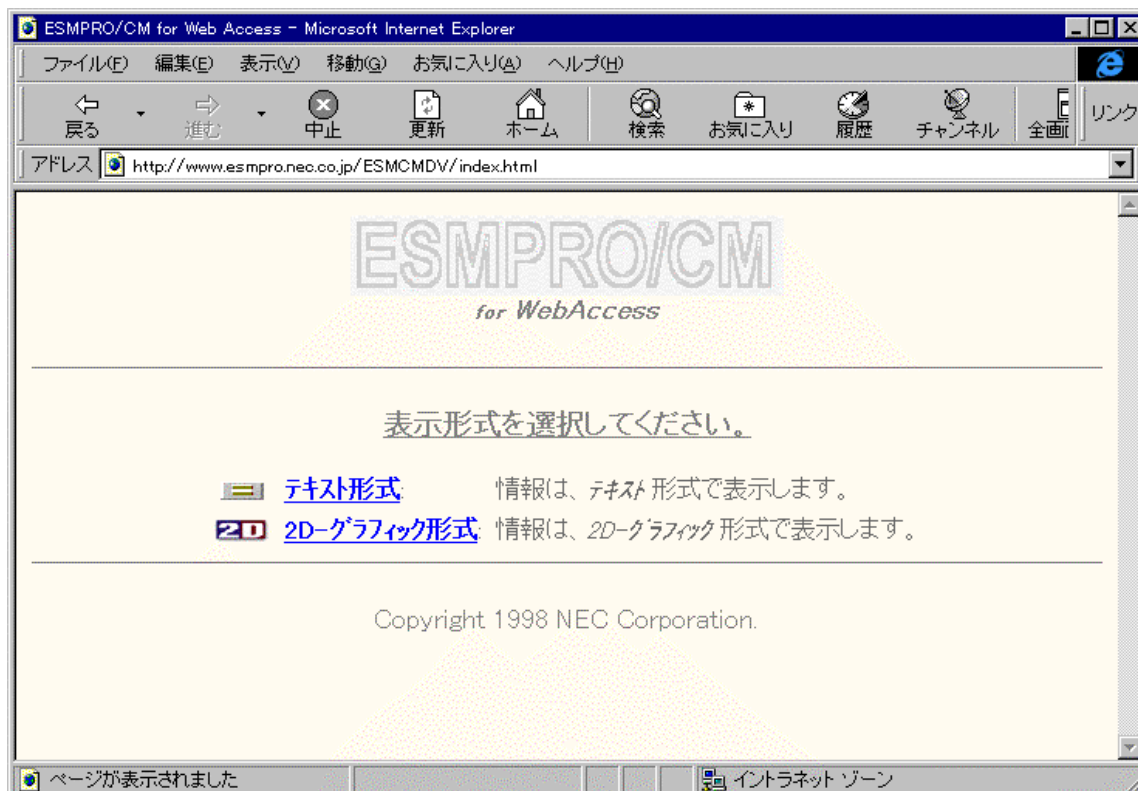 ESMPRO/CM for Web Access - Microsoft Internet Explorer
ファイル(F) 編集(E) 表示(V) 移動(G) お気に入り(A) ヘルプ(H)
戻る 進む 中止 更新 ホーム 検索 お気に入り 履歴 チャンネル 全画 リンク
アドレス http://www.esmpro.nec.co.jp/ESMCMDV/index.html
ESMPRO/CM
for WebAccess
表示形式を選択してください。
テキスト形式: 情報は、テキスト形式で表示します。
2D 2D-グラフィック形式: 情報は、2D-グラフィック形式で表示します。
Copyright 1998 NEC Corporation.
ページが表示されました イントラネット ゾーン